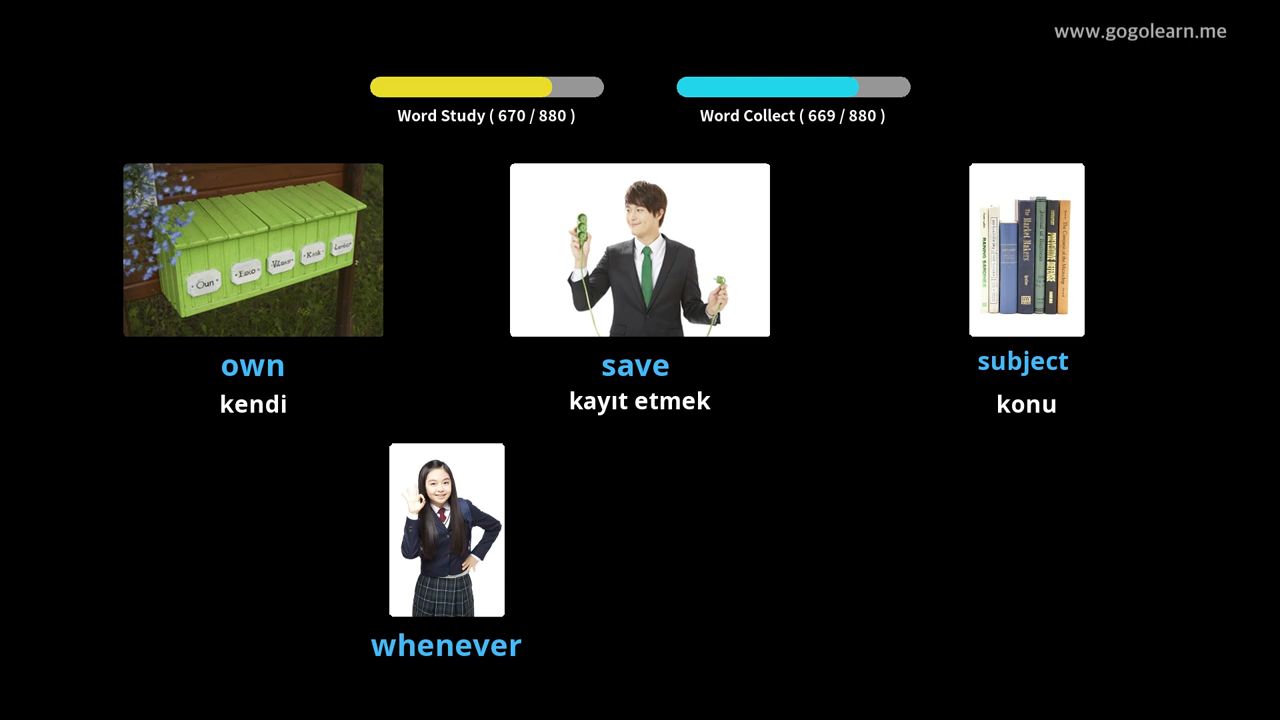 www.gogolearn.me
Word Study ( 670 / 880 )
Word Collect ( 669 / 880 )
own
kendi
save
kayıt etmek
subject
konu
whenever